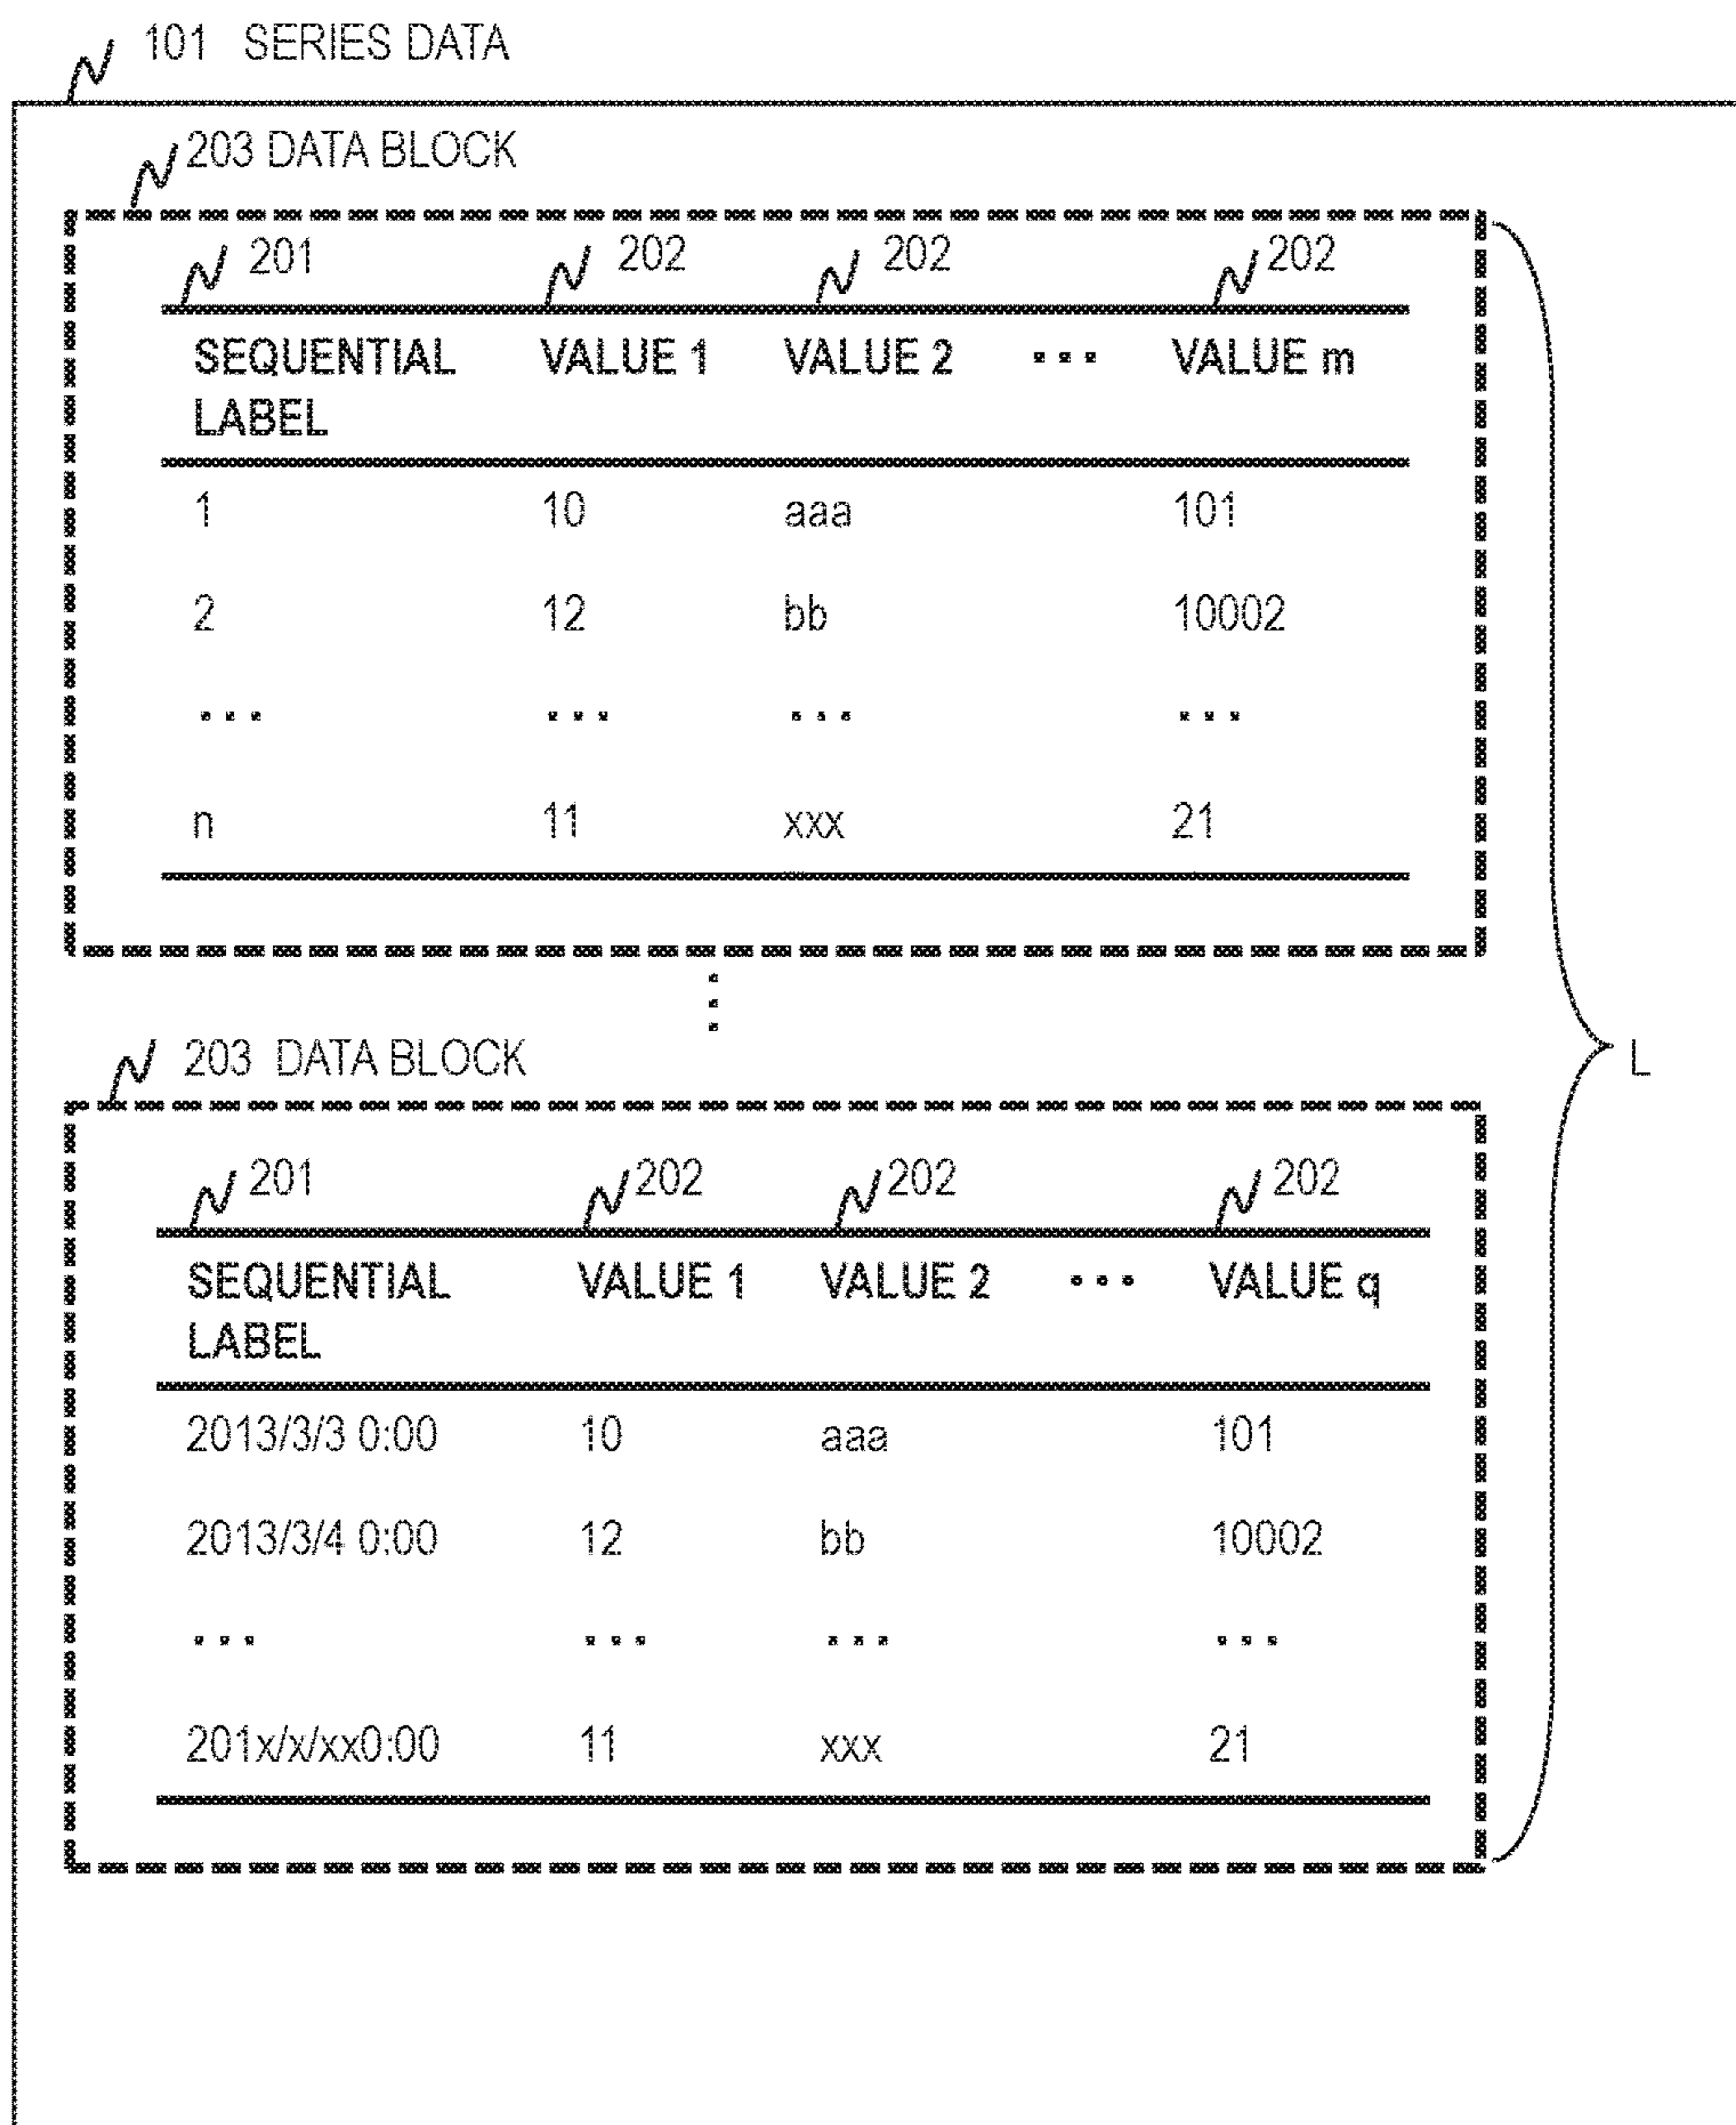 101 SERIES DATA
203 DATA BLOCK
201 202 202 202
SEQUENTIAL LABEL VALUE 1 VALUE 2 ... VALUE m
1 10 aaa 101
2 12 bb 10002
... ... ... ...
n 11 xxx 21
L
203 DATA BLOCK
201 202 202 202
SEQUENTIAL LABEL VALUE 1 VALUE 2 ... VALUE q
2013/3/3 0:00 10 aaa 101
2013/3/4 0:00 12 bb 10002
... ... ... ...
201x/x/xx0:00 11 xxx 21